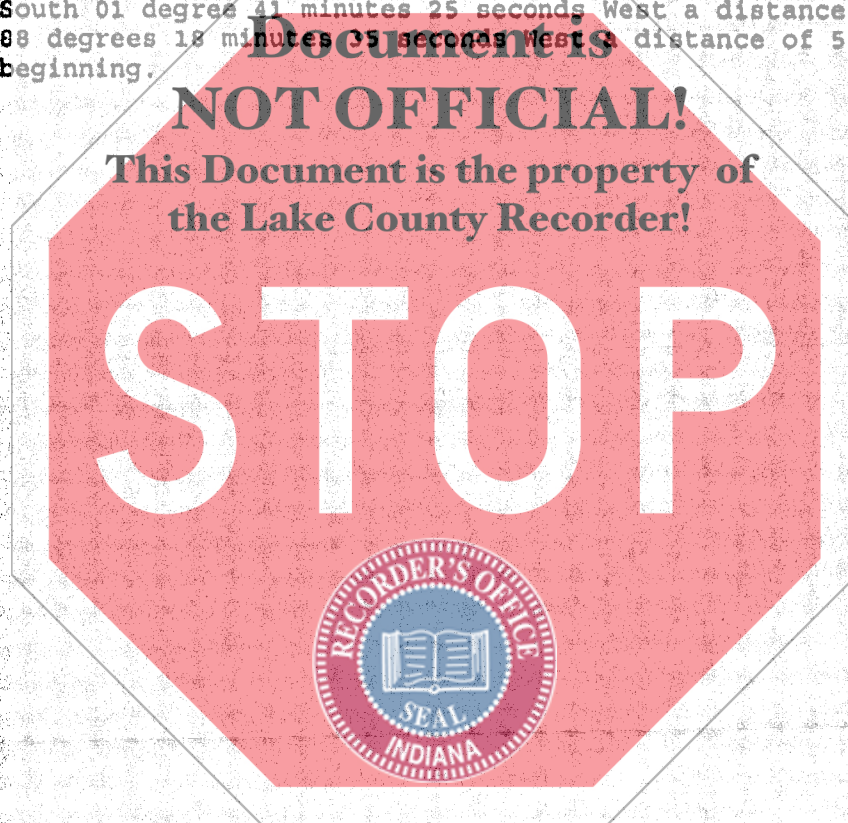 South 01 degree 41 minutes 25 seconds West a distance
88 degrees 18 minutes 35 seconds West a distance of 5
beginning.
Document is
NOT OFFICIAL!
This Document is the property of
the Lake County Recorder!
STOP
RECORDER'S OFFICE
SEAL
INDIANA